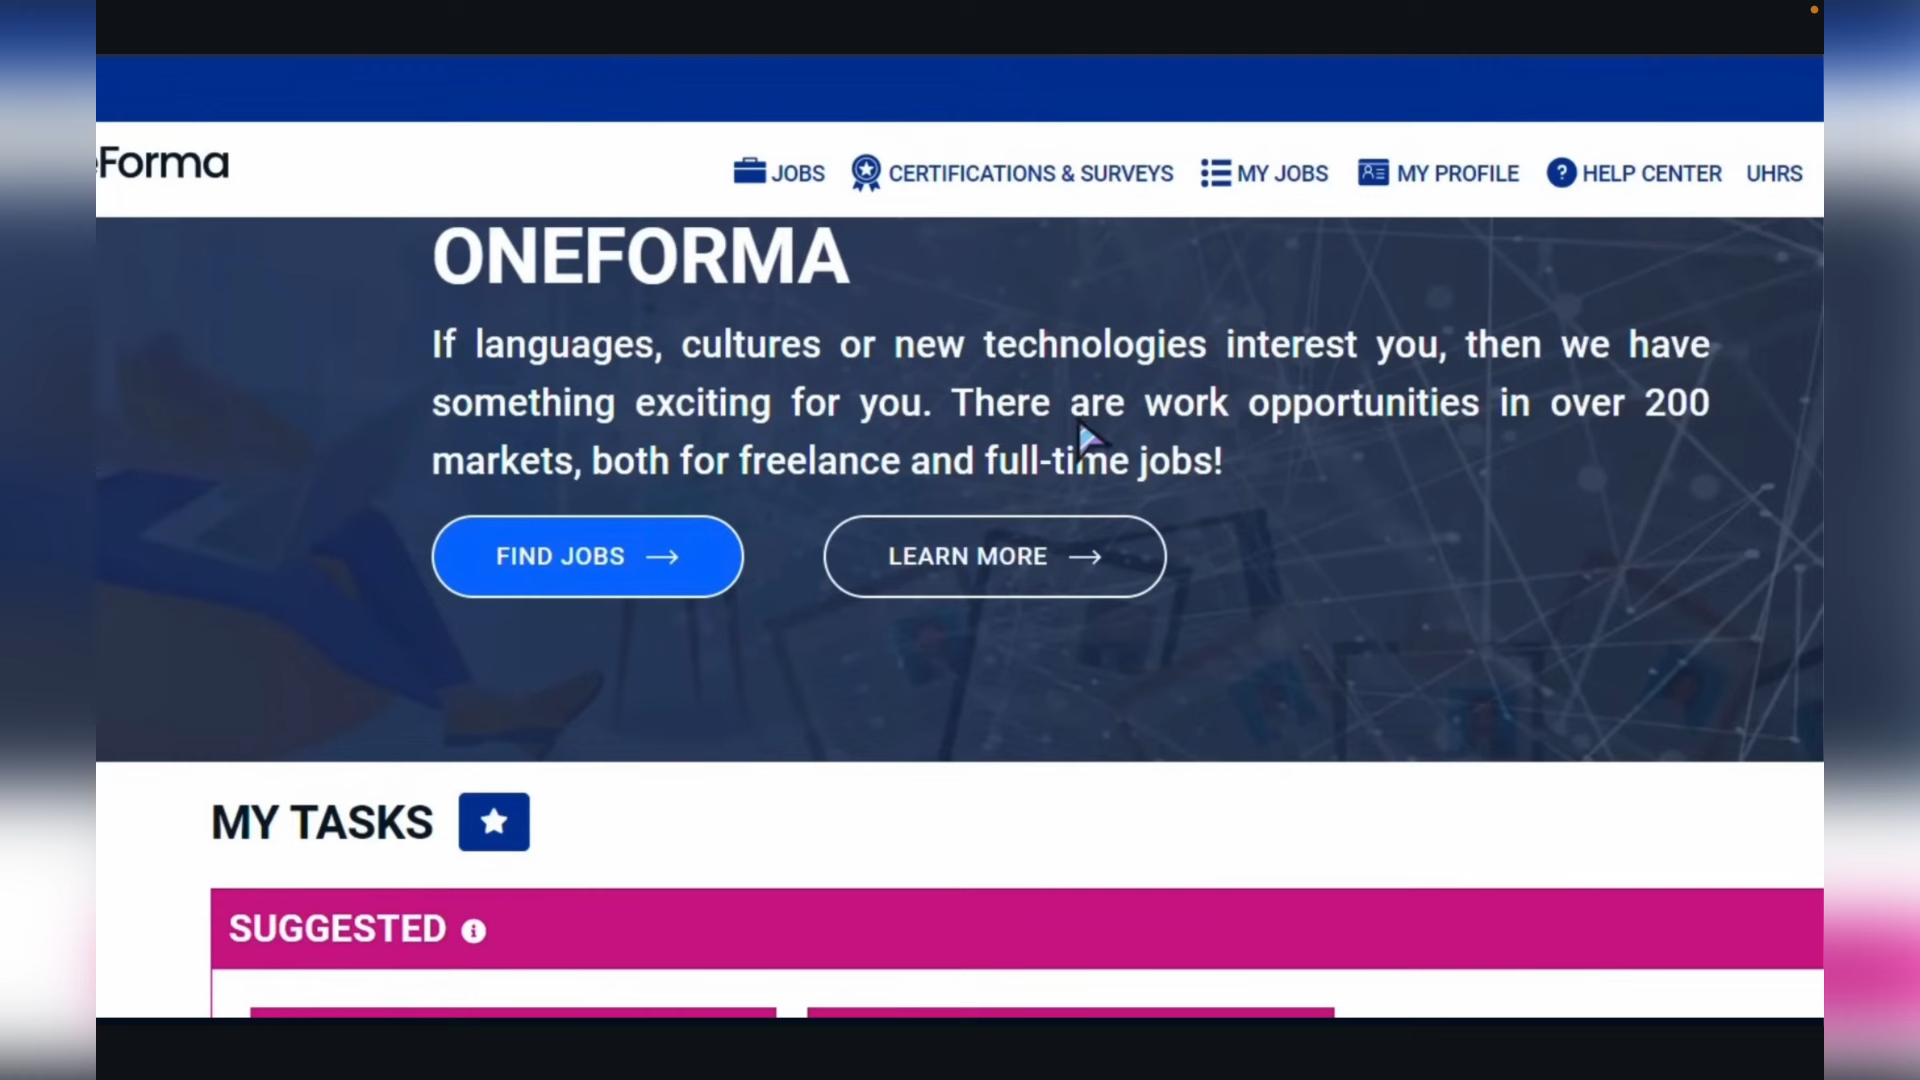 eForma
JOBS
CERTIFICATIONS & SURVEYS
MY JOBS
MY PROFILE
HELP CENTER
UHRS
ONEFORMA
If languages, cultures or new technologies interest you, then we have
something exciting for you. There are work opportunities in over 200
markets, both for freelance and full-time jobs!
FIND JOBS
LEARN MORE
MY TASKS
SUGGESTED